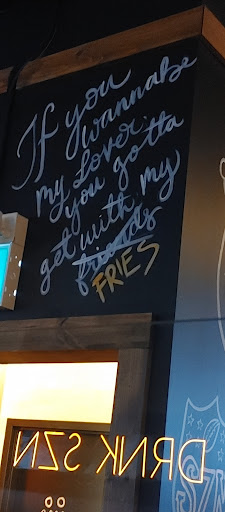 If you
wannabe
my lover,
you gotta
get with my
friends
FRIES
DRNK SZN